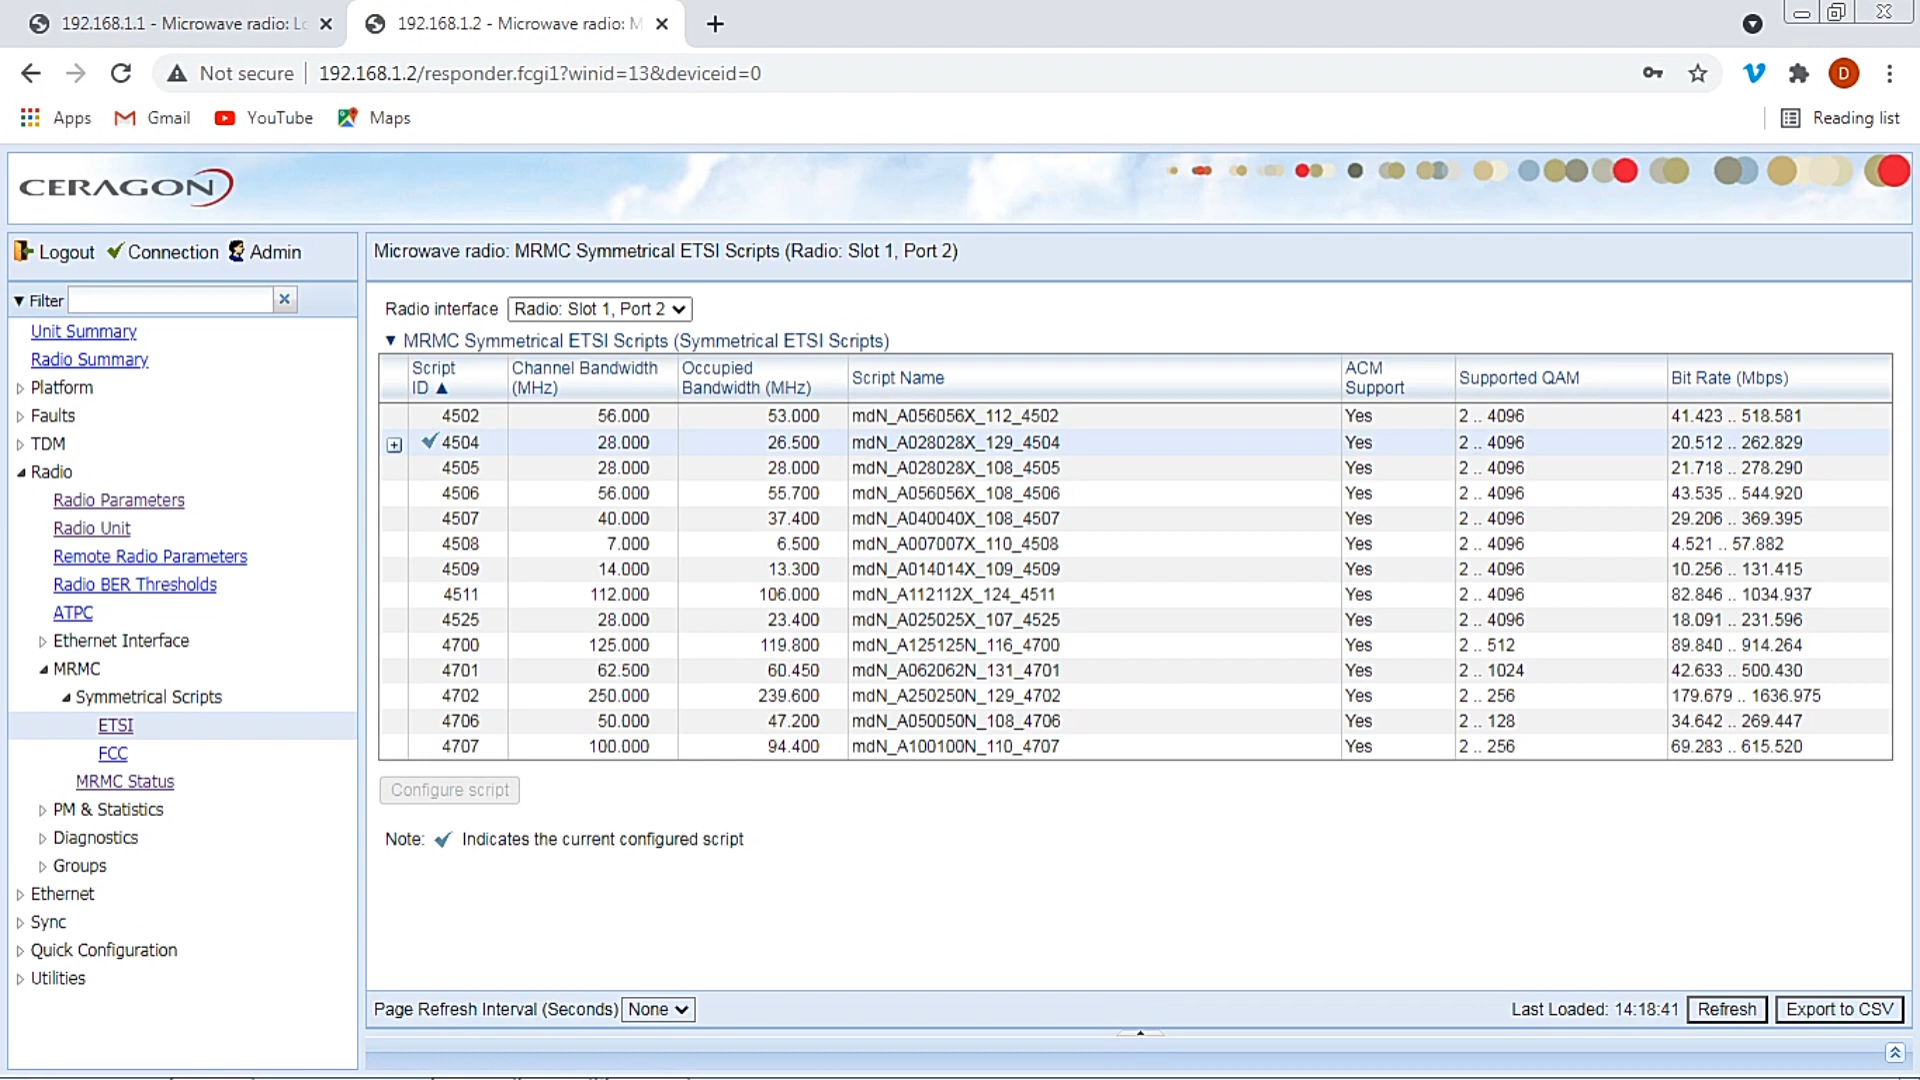 192.168.1.1 - Microwave radio: Lo
192.168.1.2 - Microwave radio: M
Not secure
192.168.1.2/responder.fcgi1?winid=13&deviceid=0
D
Apps
Gmail
YouTube
Maps
Reading list
CERAGON
Logout
Connection
Admin
Filter
Unit Summary
Radio Summary
Platform
Faults
TDM
Radio
Radio Parameters
Radio Unit
Remote Radio Parameters
Radio BER Thresholds
ATPC
Ethernet Interface
MRMC
Symmetrical Scripts
ETSI
FCC
MRMC Status
PM & Statistics
Diagnostics
Groups
Ethernet
Sync
Quick Configuration
Utilities
Microwave radio: MRMC Symmetrical ETSI Scripts (Radio: Slot 1, Port 2)
Radio interface Radio: Slot 1, Port 2
▼ MRMC Symmetrical ETSI Scripts (Symmetrical ETSI Scripts)
Script ID ▲ Channel Bandwidth (MHz) Occupied Bandwidth (MHz) Script Name ACM Support Supported QAM Bit Rate (Mbps)
4502 56.000 53.000 mdN_A056056X_112_4502 Yes 2 .. 4096 41.423 .. 518.581
4504 28.000 26.500 mdN_A028028X_129_4504 Yes 2 .. 4096 20.512 .. 262.829
4505 28.000 28.000 mdN_A028028X_108_4505 Yes 2 .. 4096 21.718 .. 278.290
4506 56.000 55.700 mdN_A056056X_108_4506 Yes 2 .. 4096 43.535 .. 544.920
4507 40.000 37.400 mdN_A040040X_108_4507 Yes 2 .. 4096 29.206 .. 369.395
4508 7.000 6.500 mdN_A007007X_110_4508 Yes 2 .. 4096 4.521 .. 57.882
4509 14.000 13.300 mdN_A014014X_109_4509 Yes 2 .. 4096 10.256 .. 131.415
4511 112.000 106.000 mdN_A112112X_124_4511 Yes 2 .. 4096 82.846 .. 1034.937
4525 28.000 23.400 mdN_A025025X_107_4525 Yes 2 .. 4096 18.091 .. 231.596
4700 125.000 119.800 mdN_A125125N_116_4700 Yes 2 .. 512 89.840 .. 914.264
4701 62.500 60.450 mdN_A062062N_131_4701 Yes 2 .. 1024 42.633 .. 500.430
4702 250.000 239.600 mdN_A250250N_129_4702 Yes 2 .. 256 179.679 .. 1636.975
4706 50.000 47.200 mdN_A050050N_108_4706 Yes 2 .. 128 34.642 .. 269.447
4707 100.000 94.400 mdN_A100100N_110_4707 Yes 2 .. 256 69.283 .. 615.520
Configure script
Note: ✔ Indicates the current configured script
Page Refresh Interval (Seconds) None
Last Loaded: 14:18:41 Refresh Export to CSV